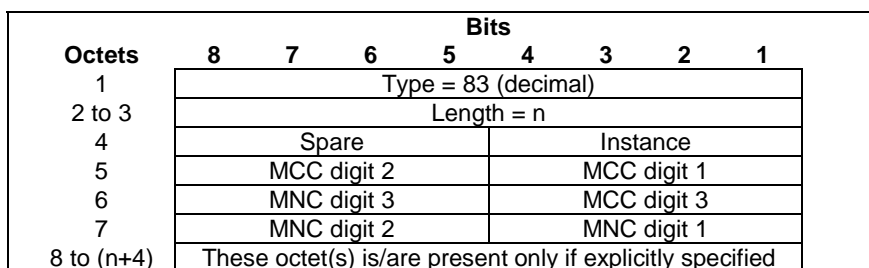 Bits
Octets 8 7 6 5 4 3 2 1
1 Type = 83 (decimal)
2 to 3 Length = n
4 Spare Instance
5 MCC digit 2 MCC digit 1
6 MNC digit 3 MCC digit 3
7 MNC digit 2 MNC digit 1
8 to (n+4) These octet(s) is/are present only if explicitly specified